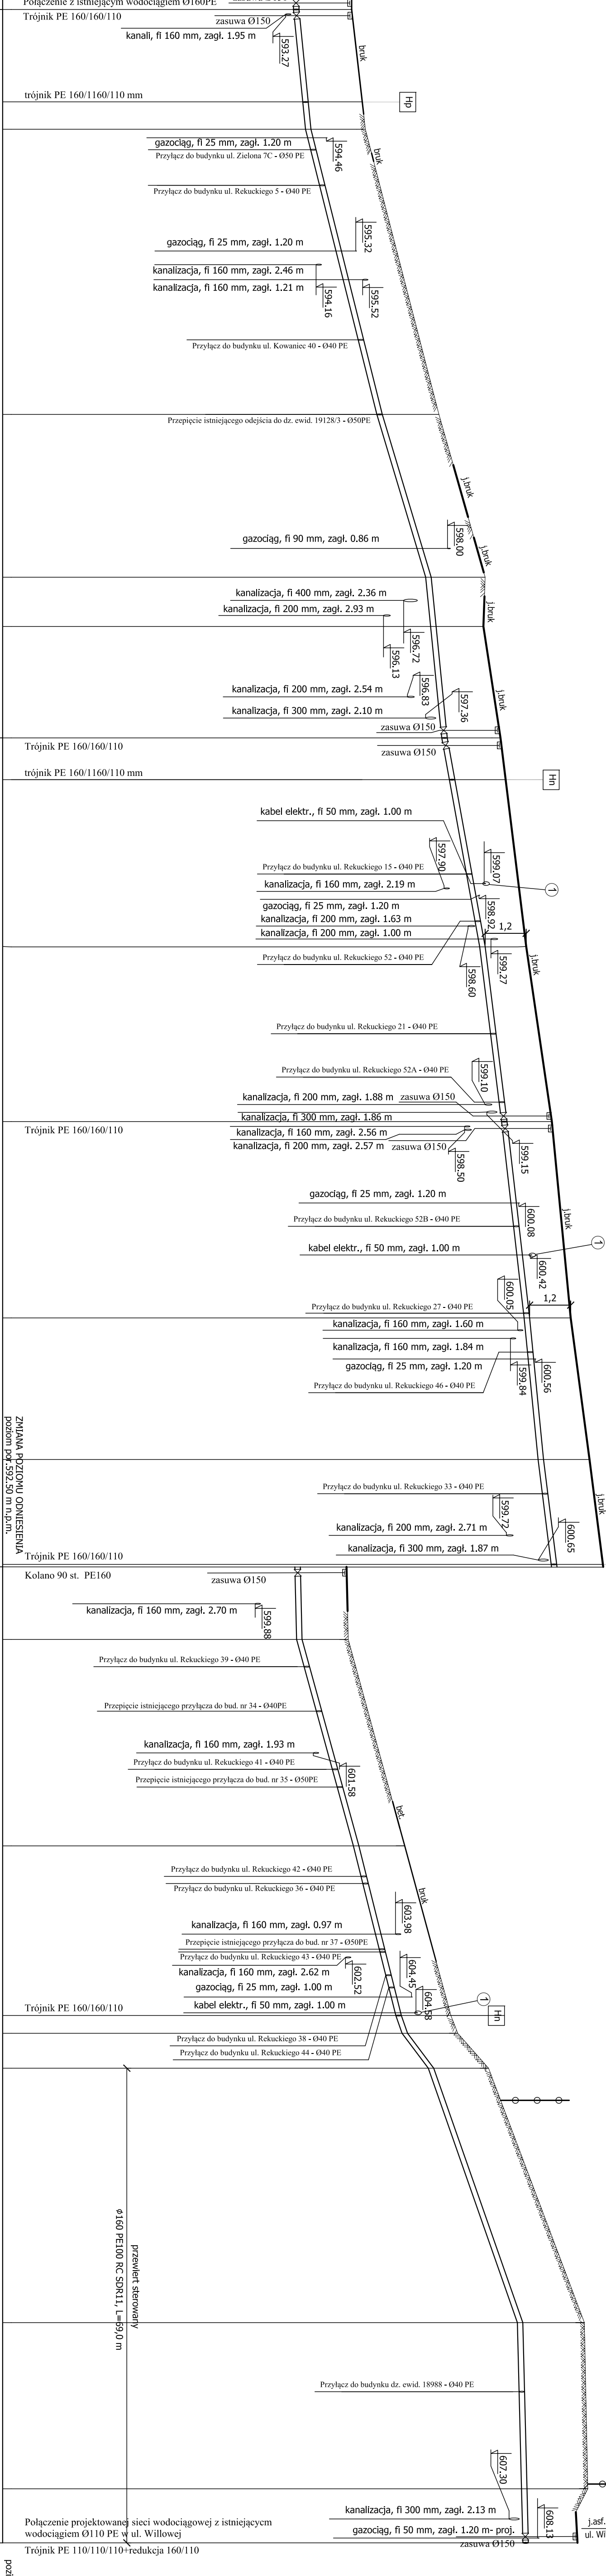 Połączenie z istniejącym wodociągiem Ø160PE
Trójnik PE 160/160/110
zasuwa Ø150
kanali, fi 160 mm, zagł. 1.95 m
593.27
bruk
trójnik PE 160/1160/110 mm
Hp
gazociąg, fi 25 mm, zagł. 1.20 m
594.46
bruk
Przyłącz do budynku ul. Zielona 7C - Ø50 PE
Przyłącz do budynku ul. Rekuckiego 5 - Ø40 PE
gazociąg, fi 25 mm, zagł. 1.20 m
595.32
kanalizacja, fi 160 mm, zagł. 2.46 m
kanalizacja, fi 160 mm, zagł. 1.21 m
594.16
595.52
Przyłącz do budynku ul. Kowaniec 40 - Ø40 PE
Przepięcie istniejącego odejścia do dz. ewid. 19128/3 - Ø50PE
j.bruk
gazociąg, fi 90 mm, zagł. 0.86 m
598.00
j.bruk
kanalizacja, fi 400 mm, zagł. 2.36 m
kanalizacja, fi 200 mm, zagł. 2.93 m
j.bruk
596.72
596.13
kanalizacja, fi 200 mm, zagł. 2.54 m
596.83
kanalizacja, fi 300 mm, zagł. 2.10 m
597.36
j.bruk
zasuwa Ø150
Trójnik PE 160/160/110
zasuwa Ø150
trójnik PE 160/1160/110 mm
Hn
kabel elektr., fi 50 mm, zagł. 1.00 m
597.90
599.07
Przyłącz do budynku ul. Rekuckiego 15 - Ø40 PE
kanalizacja, fi 160 mm, zagł. 2.19 m
1
gazociąg, fi 25 mm, zagł. 1.20 m
598.92
kanalizacja, fi 200 mm, zagł. 1.63 m
1,2
kanalizacja, fi 200 mm, zagł. 1.00 m
Przyłącz do budynku ul. Rekuckiego 52 - Ø40 PE
598.60
599.27
j.bruk
Przyłącz do budynku ul. Rekuckiego 21 - Ø40 PE
Przyłącz do budynku ul. Rekuckiego 52A - Ø40 PE
599.10
kanalizacja, fi 200 mm, zagł. 1.88 m
zasuwa Ø150
kanalizacja, fi 300 mm, zagł. 1.86 m
Trójnik PE 160/160/110
kanalizacja, fi 160 mm, zagł. 2.56 m
kanalizacja, fi 200 mm, zagł. 2.57 m
zasuwa Ø150
598.50
599.15
gazociąg, fi 25 mm, zagł. 1.20 m
600.08
j.bruk
Przyłącz do budynku ul. Rekuckiego 52B - Ø40 PE
1
kabel elektr., fi 50 mm, zagł. 1.00 m
600.42
600.05
1,2
Przyłącz do budynku ul. Rekuckiego 27 - Ø40 PE
kanalizacja, fi 160 mm, zagł. 1.60 m
kanalizacja, fi 160 mm, zagł. 1.84 m
gazociąg, fi 25 mm, zagł. 1.20 m
599.84
600.56
Przyłącz do budynku ul. Rekuckiego 46 - Ø40 PE
ZMIANA POZIOMU ODNIESIENIA
poziom por.592.50 m n.p.m.
Przyłącz do budynku ul. Rekuckiego 33 - Ø40 PE
j.bruk
599.72
kanalizacja, fi 200 mm, zagł. 2.71 m
600.65
kanalizacja, fi 300 mm, zagł. 1.87 m
Trójnik PE 160/160/110
Kolano 90 st. PE160
zasuwa Ø150
kanalizacja, fi 160 mm, zagł. 2.70 m
599.88
Przyłącz do budynku ul. Rekuckiego 39 - Ø40 PE
Przepięcie istniejącego przyłącza do bud. nr 34 - Ø40PE
kanalizacja, fi 160 mm, zagł. 1.93 m
Przyłącz do budynku ul. Rekuckiego 41 - Ø40 PE
601.58
Przepięcie istniejącego przyłącza do bud. nr 35 - Ø50PE
bet.
Przyłącz do budynku ul. Rekuckiego 42 - Ø40 PE
Przyłącz do budynku ul. Rekuckiego 36 - Ø40 PE
bruk
603.98
kanalizacja, fi 160 mm, zagł. 0.97 m
Przepięcie istniejącego przyłącza do bud. nr 37 - Ø50PE
Przyłącz do budynku ul. Rekuckiego 43 - Ø40 PE
kanalizacja, fi 160 mm, zagł. 2.62 m
602.52
604.45
gazociąg, fi 25 mm, zagł. 1.00 m
604.58
1
kabel elektr., fi 50 mm, zagł. 1.00 m
Trójnik PE 160/160/110
Hn
Przyłącz do budynku ul. Rekuckiego 38 - Ø40 PE
Przyłącz do budynku ul. Rekuckiego 44 - Ø40 PE
przewiert sterowany
Ø160 PE100 RC SDR11, L=69,0 m
Przyłącz do budynku dz. ewid. 18988 - Ø40 PE
607.30
kanalizacja, fi 300 mm, zagł. 2.13 m
608.13
Połączenie projektowanej sieci wodociągowej z istniejącycm
wodociągiem Ø110 PE w ul. Willowej
gazociąg, fi 50 mm, zagł. 1.20 m- proj.
j.asf.
ul. Wi
zasuwa Ø150
Trójnik PE 110/110/110+redukcja 160/110
pozi